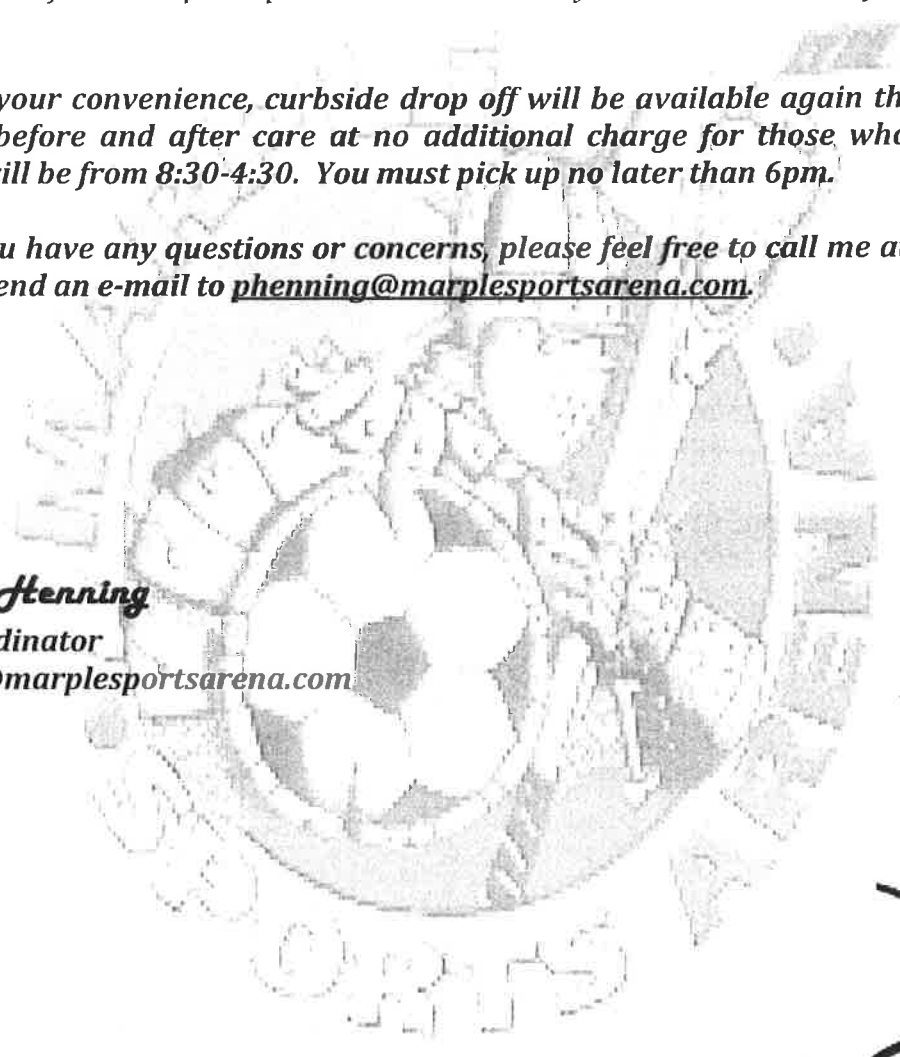 your convenience, curbside drop off will be available again th
before and after care at no additional charge for those who
ill be from 8:30-4:30. You must pick up no later than 6pm.
u have any questions or concerns, please feel free to call me a
end an e-mail to phenning@marplesportsarena.com.
Henning
dinator
@marplesportsarena.com